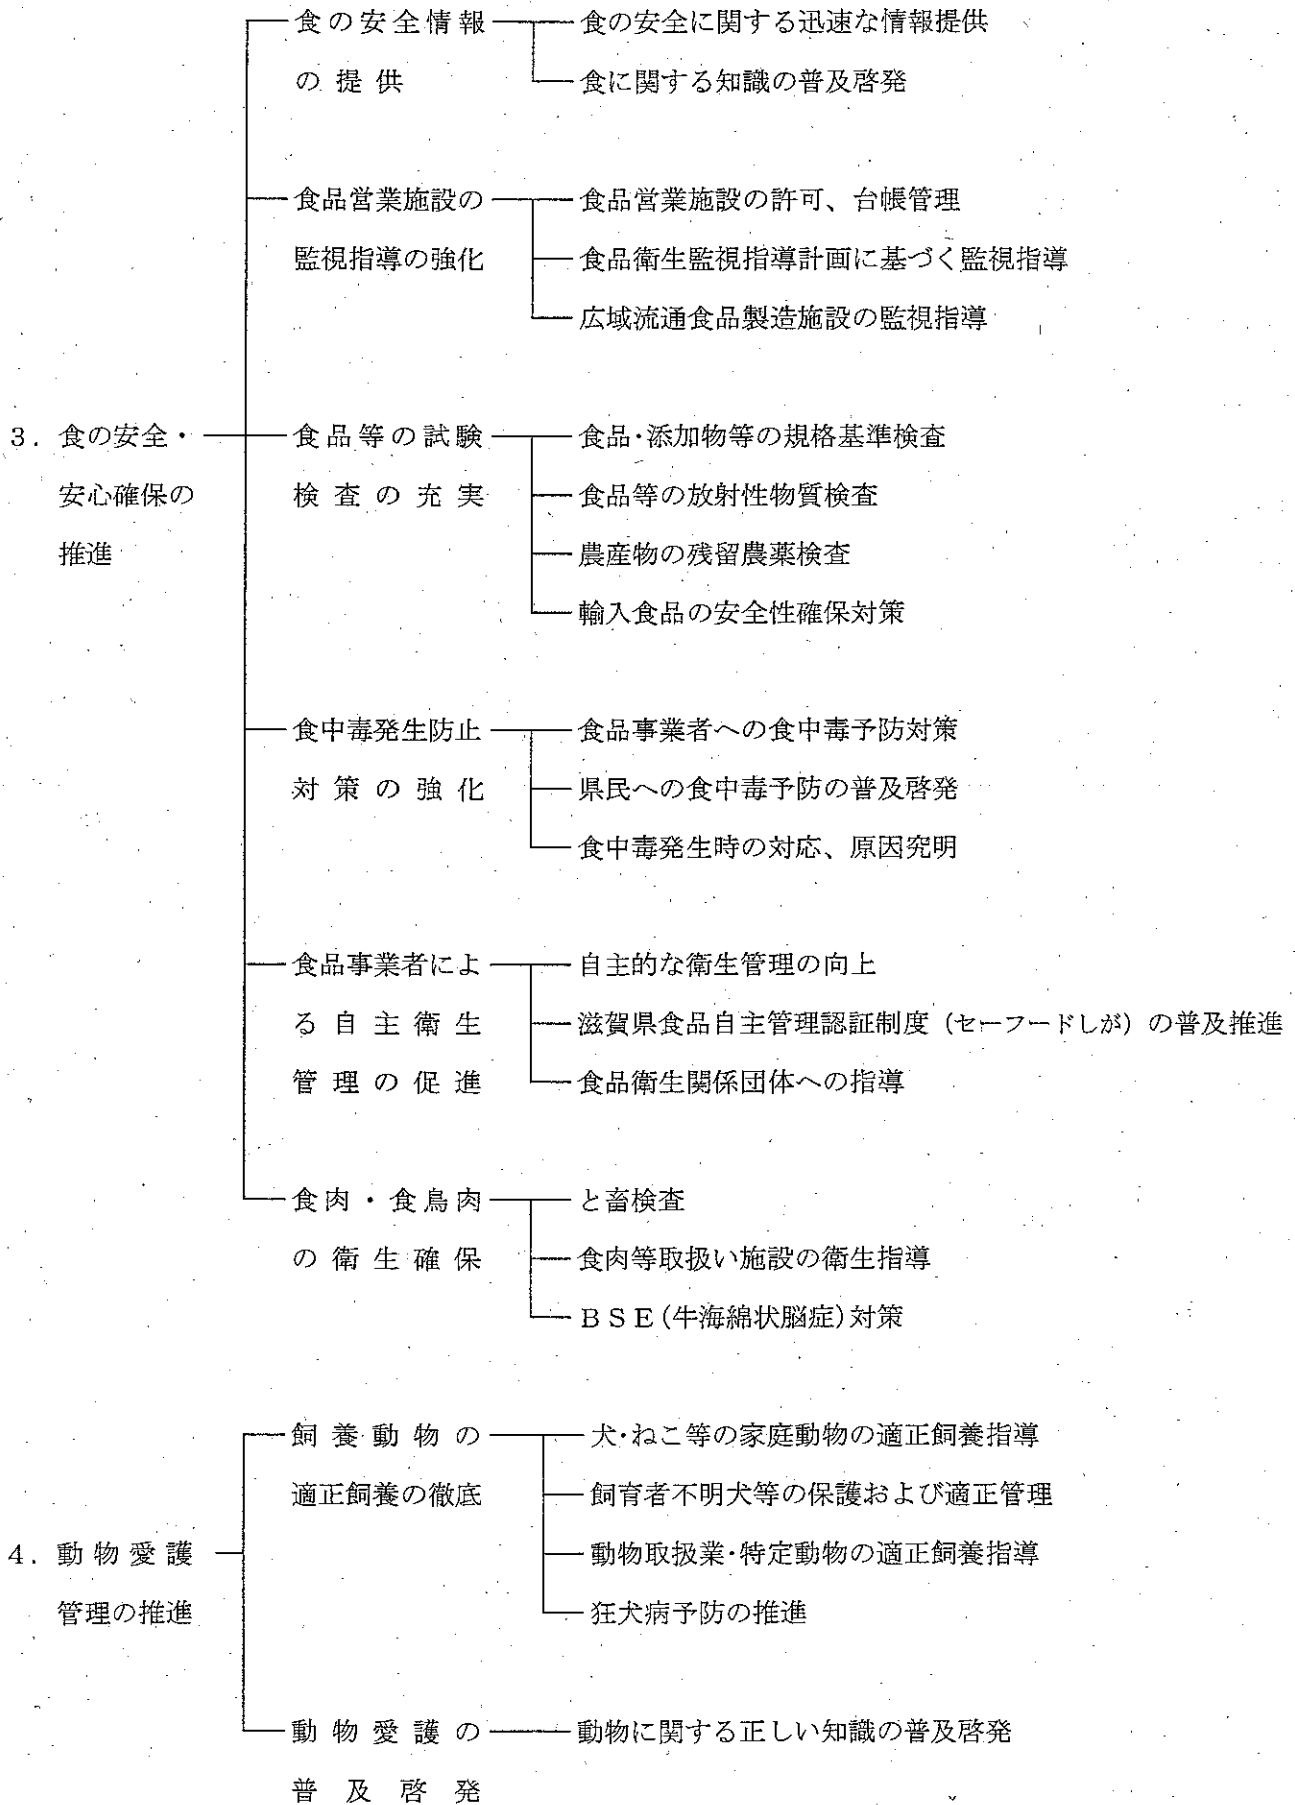 3. 食の安全・
安心確保の
推進
食の安全情報
の提供
食の安全に関する迅速な情報提供
食に関する知識の普及啓発
食品営業施設の
監視指導の強化
食品営業施設の許可、台帳管理
食品衛生監視指導計画に基づく監視指導
広域流通食品製造施設の監視指導
食品等の試験
検査の充実
食品・添加物等の規格基準検査
食品等の放射性物質検査
農産物の残留農薬検査
輸入食品の安全性確保対策
食中毒発生防止
対策の強化
食品事業者への食中毒予防対策
県民への食中毒予防の普及啓発
食中毒発生時の対応、原因究明
食品事業者によ
る自主衛生
管理の促進
自主的な衛生管理の向上
滋賀県食品自主管理認証制度（セーフードしが）の普及推進
食品衛生関係団体への指導
食肉・食鳥肉
の衛生確保
と畜検査
食肉等取扱い施設の衛生指導
BSE(牛海綿状脳症)対策
4. 動物愛護
管理の推進
飼養動物の
適正飼養の徹底
犬・ねこ等の家庭動物の適正飼養指導
飼育者不明犬等の保護および適正管理
動物取扱業・特定動物の適正飼養指導
狂犬病予防の推進
動物愛護の
普及啓発
動物に関する正しい知識の普及啓発